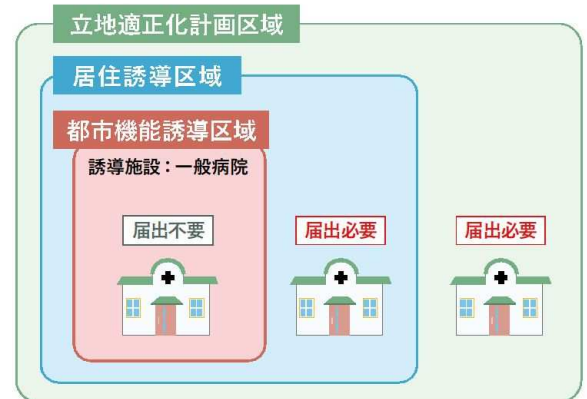 立地適正化計画区域
居住誘導区域
都市機能誘導区域
誘導施設：一般病院
届出不要
届出必要
届出必要